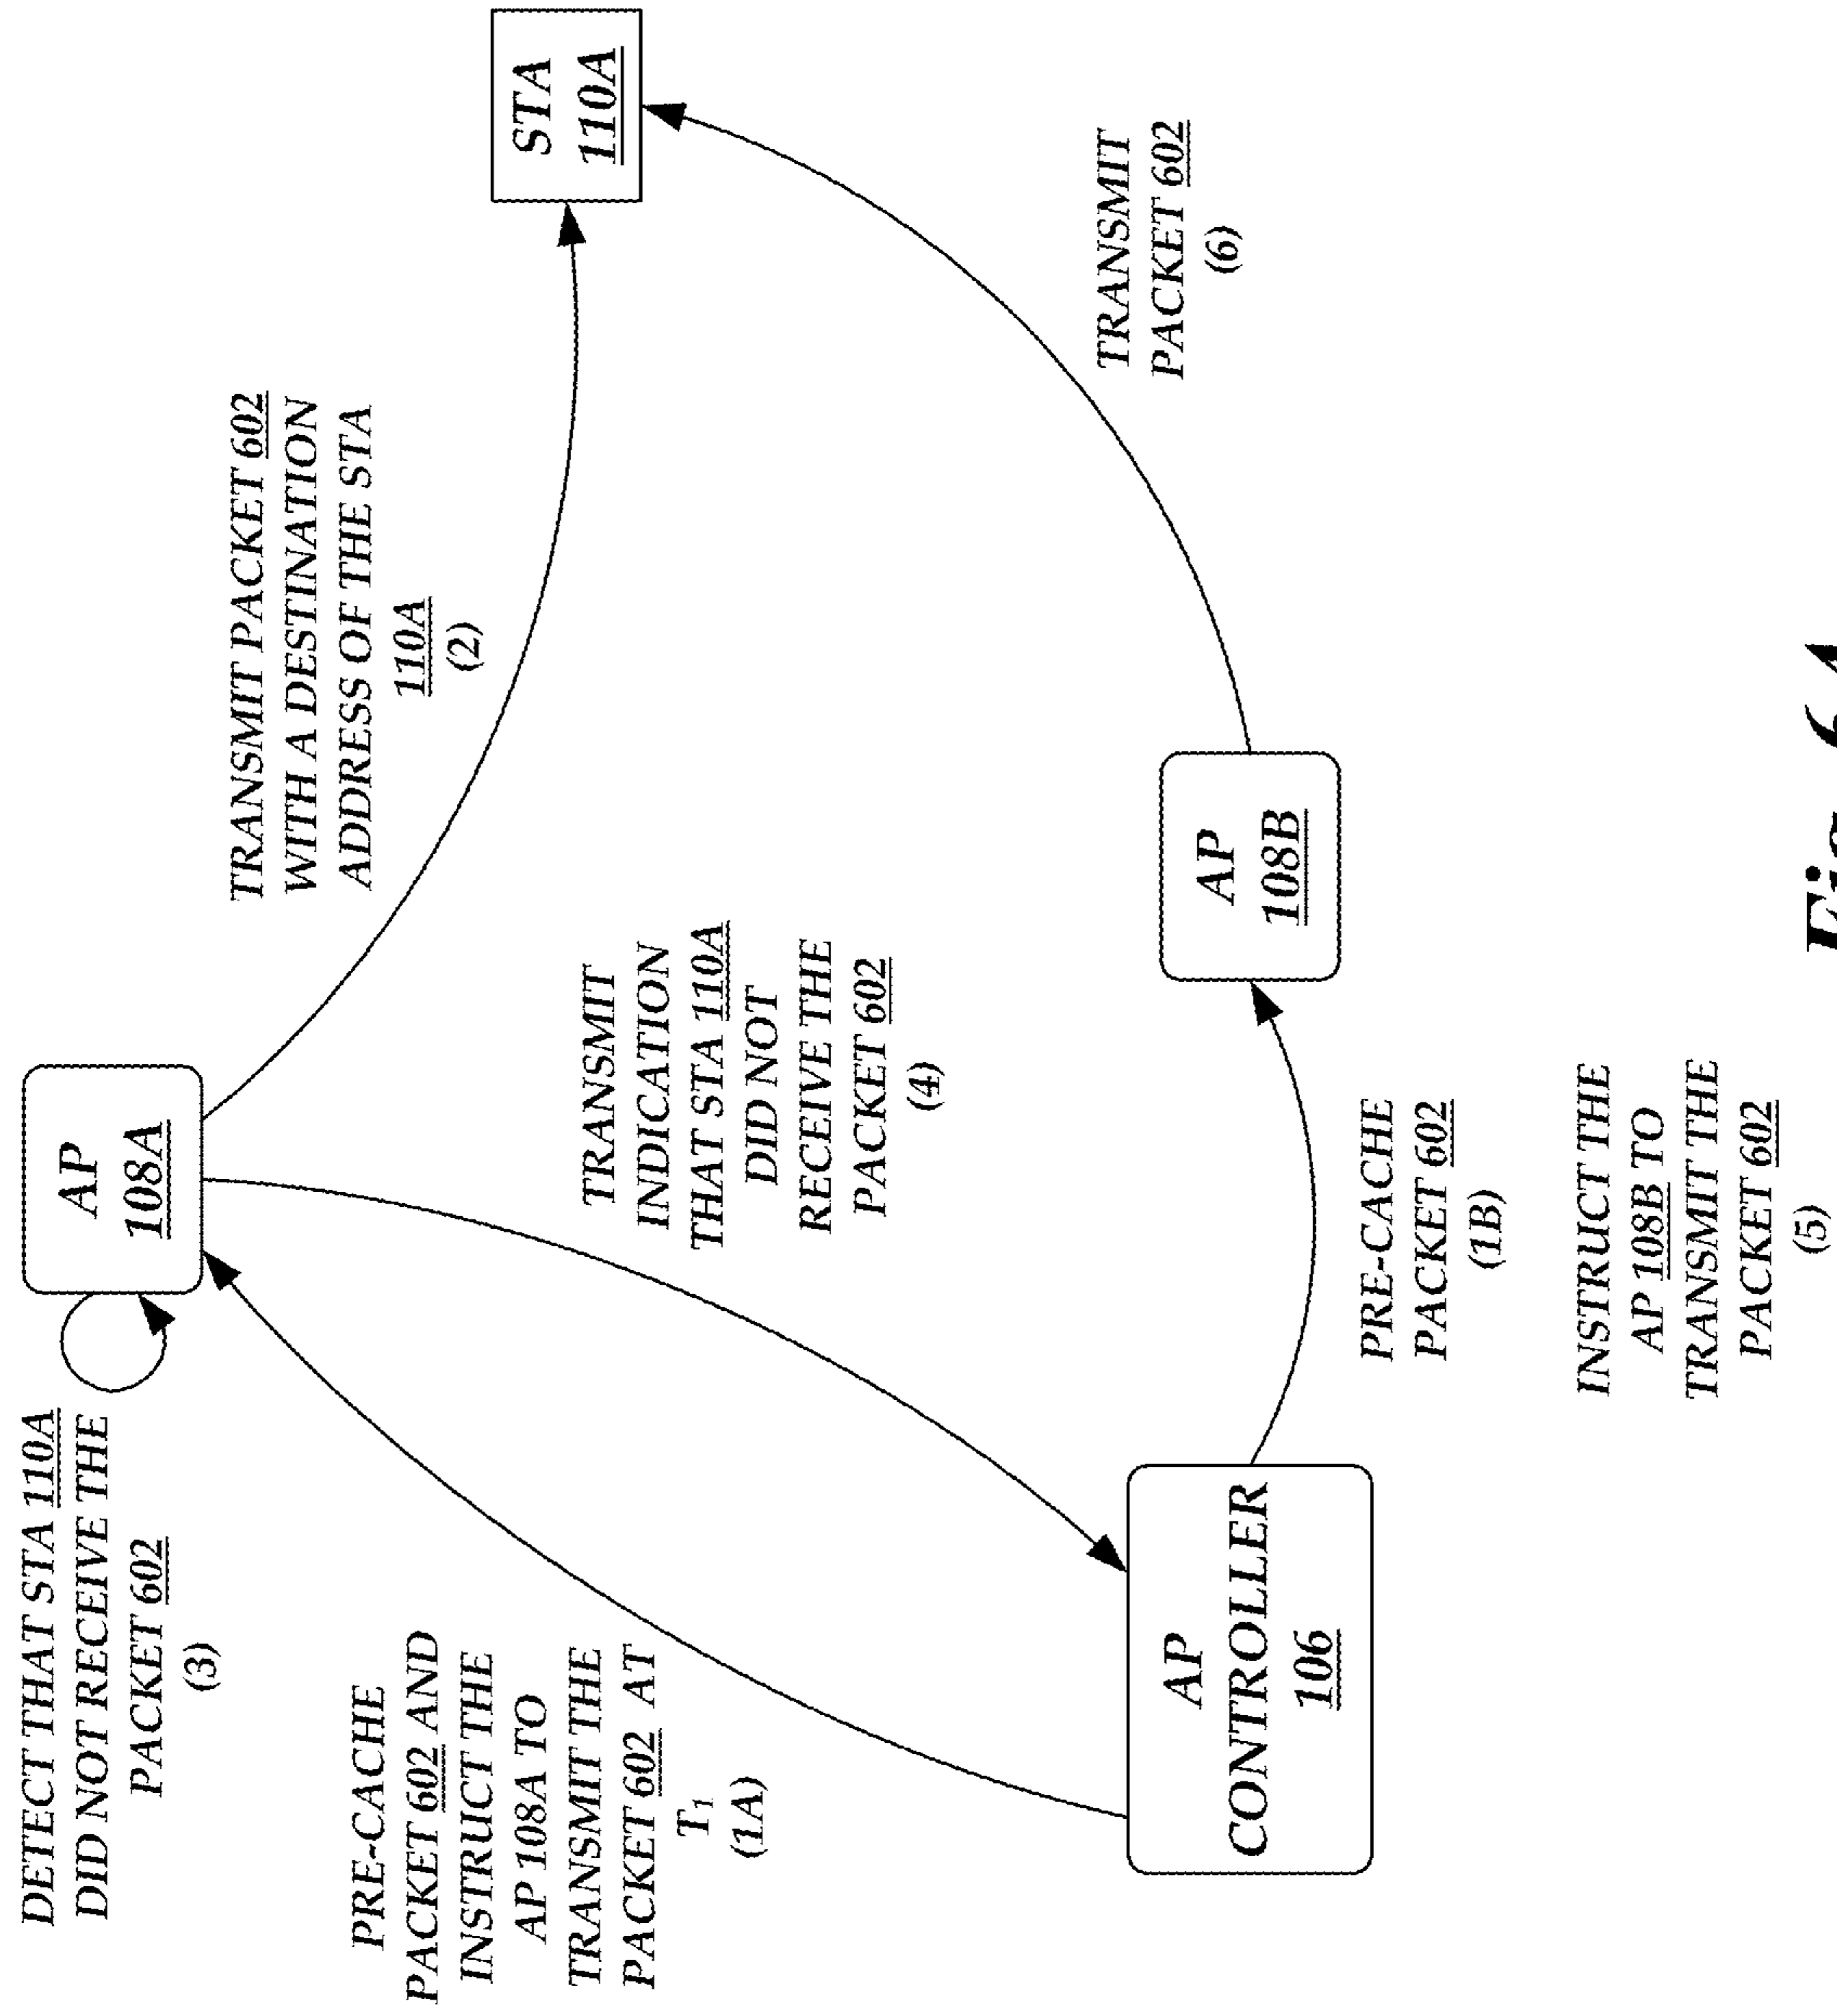 DETECT THAT STA 110A
DID NOT RECEIVE THE
PACKET 602
(3)
AP
108A
TRANSMIT PACKET 602
WITH A DESTINATION
ADDRESS OF THE STA
110A
(2)
STA
110A
PRE-CACHE
PACKET 602 AND
INSTRUCT THE
AP 108A TO
TRANSMIT THE
PACKET 602 AT
T1
(1A)
TRANSMIT
INDICATION
THAT STA 110A
DID NOT
RECEIVE THE
PACKET 602
(4)
TRANSMIT
PACKET 602
(6)
AP
CONTROLLER
106
AP
108B
PRE-CACHE
PACKET 602
(1B)
INSTRUCT THE
AP 108B TO
TRANSMIT THE
PACKET 602
(5)